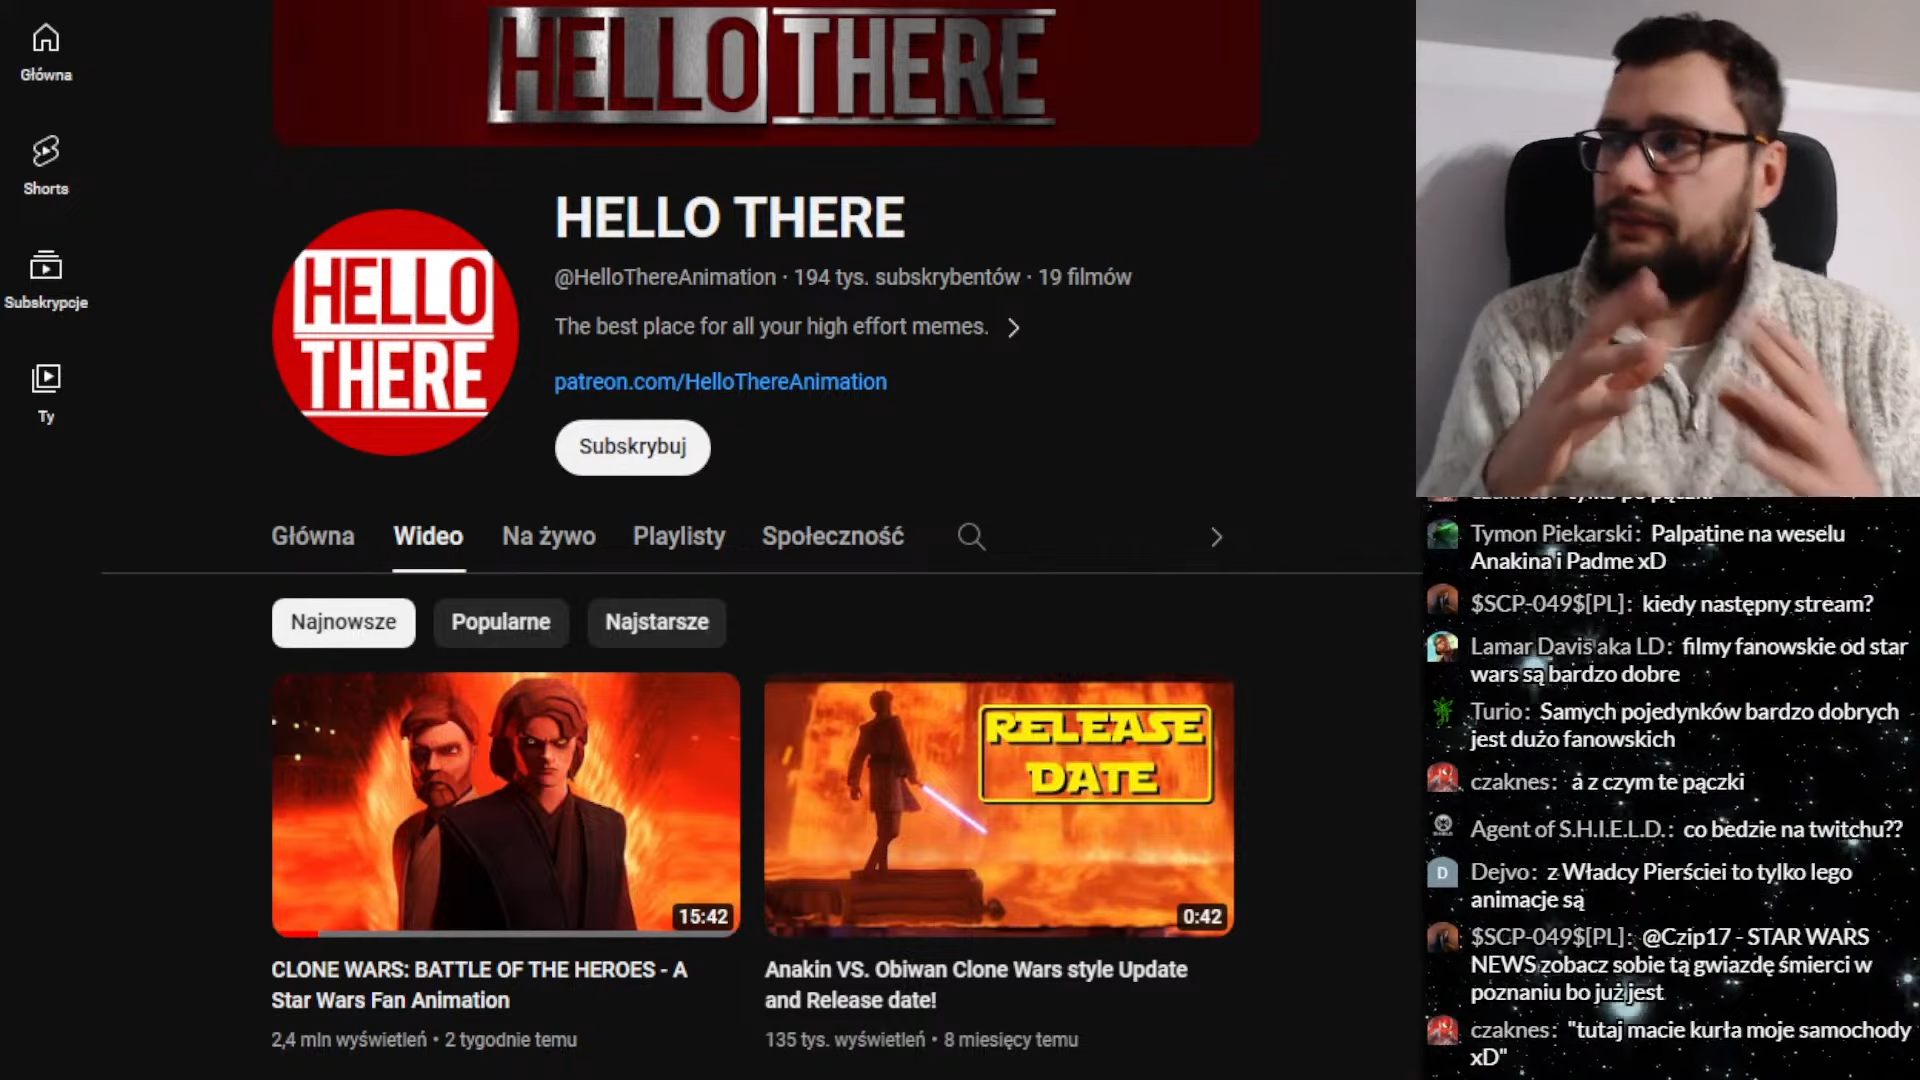 HELLO THERE
Główna
Shorts
Subskrypcje
Ty
HELLO
THERE
HELLO THERE
@HelloThereAnimation · 194 tys. subskrybentów · 19 filmów
The best place for all your high effort memes.
patreon.com/HelloThereAnimation
Subskrybuj
Główna
Wideo
Na żywo
Playlisty
Społeczność
Najnowsze
Popularne
Najstarsze
15:42
CLONE WARS: BATTLE OF THE HEROES - A
Star Wars Fan Animation
2,4 mln wyświetleń • 2 tygodnie temu
RELEASE
DATE
0:42
Anakin VS. Obiwan Clone Wars style Update
and Release date!
135 tys. wyświetleń • 8 miesięcy temu
Tymon Piekarski: Palpatine na weselu
Anakina i Padme xD
$SCP-049$[PL]: kiedy następny stream?
Lamar Davis aka LD: filmy fanowskie od star
wars są bardzo dobre
Turio: Samych pojedynków bardzo dobrych
jest dużo fanowskich
czaknes: a z czym te pączki
Agent of S.H.I.E.L.D.: co bedzie na twitchu??
D
Dejvo: z Władcy Pierściei to tylko lego
animacje są
$SCP-049$[PL]: @Czip17 - STAR WARS
NEWS zobacz sobie tą gwiazdę śmierci w
poznaniu bo już jest
czaknes: "tutaj macie kurła moje samochody
xD"